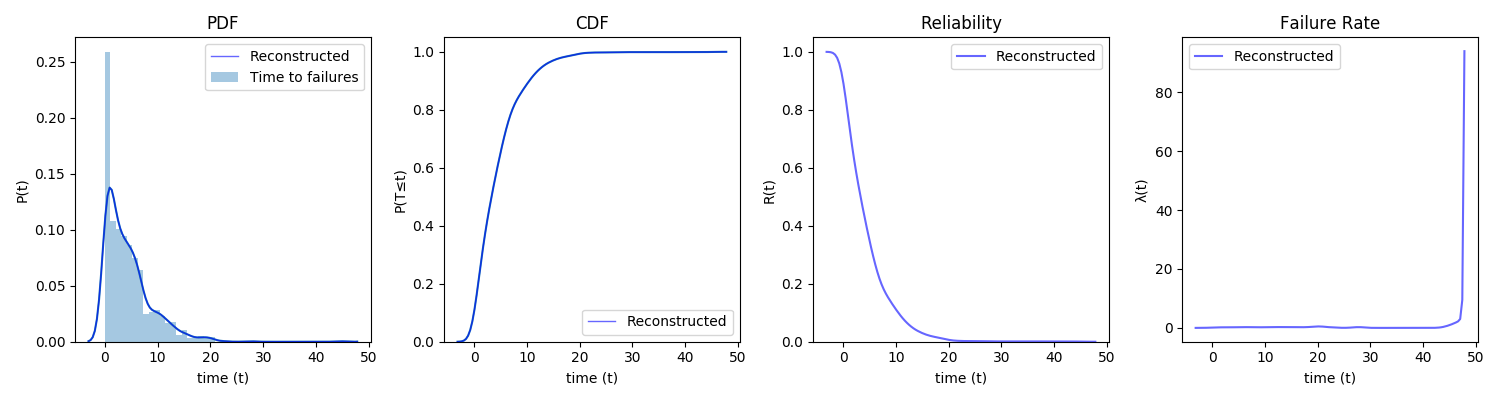 PDF
P(t)
0.25
0.20
0.15
0.10
0.05
0.00
Reconstructed
Time to failures
0 10 20 30 40 50
time (t)
CDF
P(T≤t)
1.0
0.8
0.6
0.4
0.2
0.0
Reconstructed
0 10 20 30 40 50
time (t)
Reliability
R(t)
1.0
0.8
0.6
0.4
0.2
0.0
Reconstructed
0 10 20 30 40 50
time (t)
Failure Rate
λ(t)
80
60
40
20
0
Reconstructed
0 10 20 30 40 50
time (t)